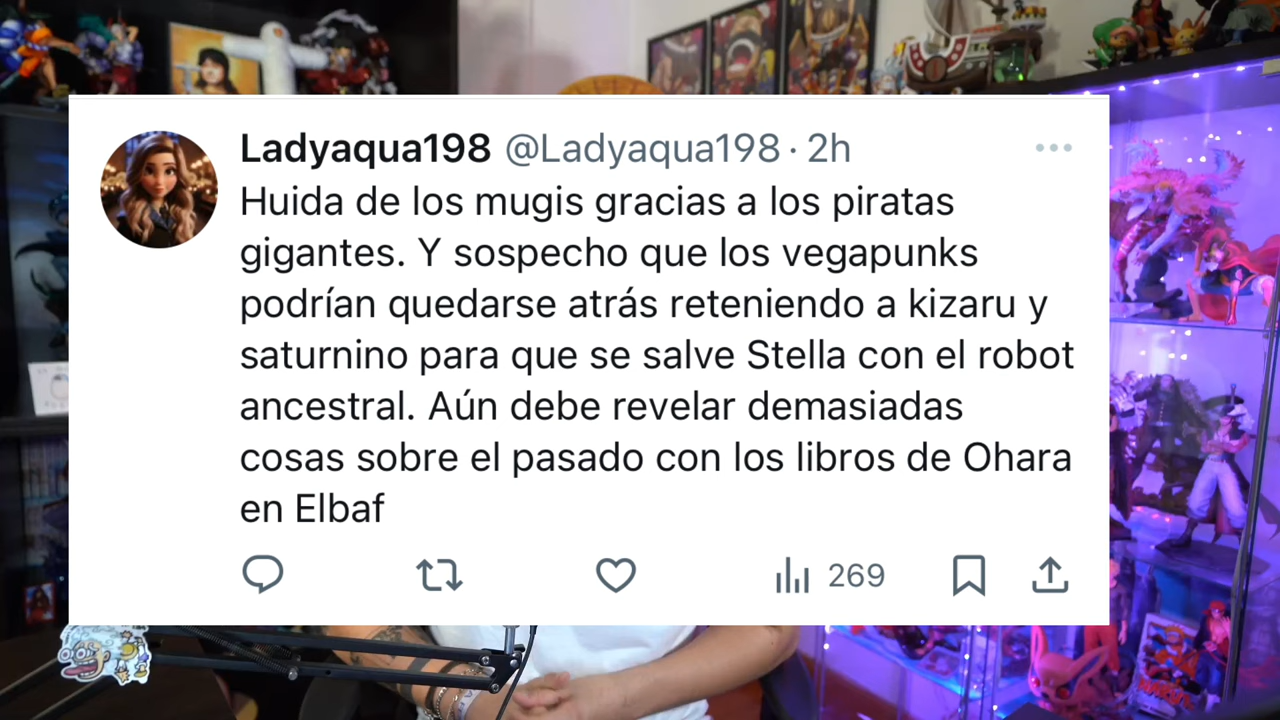 Ladyaqua198 @Ladyaqua198 · 2h
Huida de los mugis gracias a los piratas
gigantes. Y sospecho que los vegapunks
podrían quedarse atrás reteniendo a kizaru y
saturnino para que se salve Stella con el robot
ancestral. Aún debe revelar demasiadas
cosas sobre el pasado con los libros de Ohara
en Elbaf
269